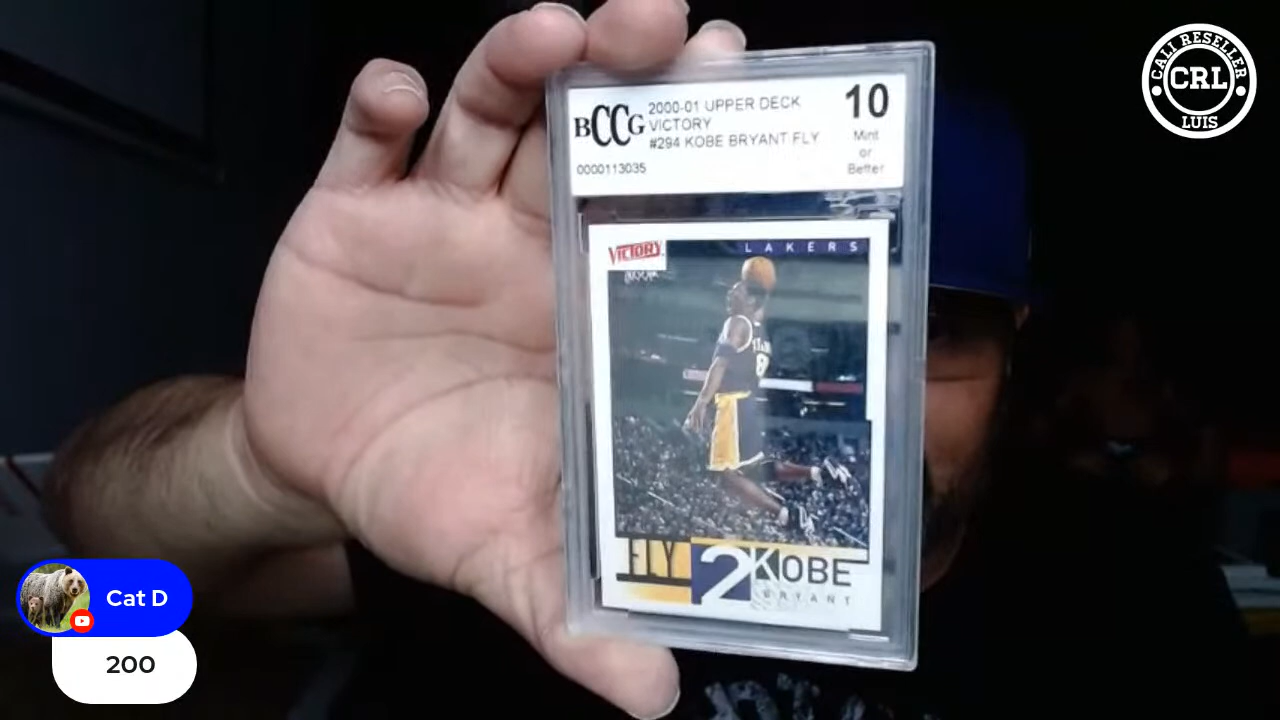 CALI RESELLER
CRL
LUIS
BCCG
2000-01 UPPER DECK
VICTORY
#294 KOBE BRYANT FLY
0000113035
10
Mint
or
Better
VICTORY
LAKERS
8
FLY 2 KOBE
BRYANT
Cat D
200